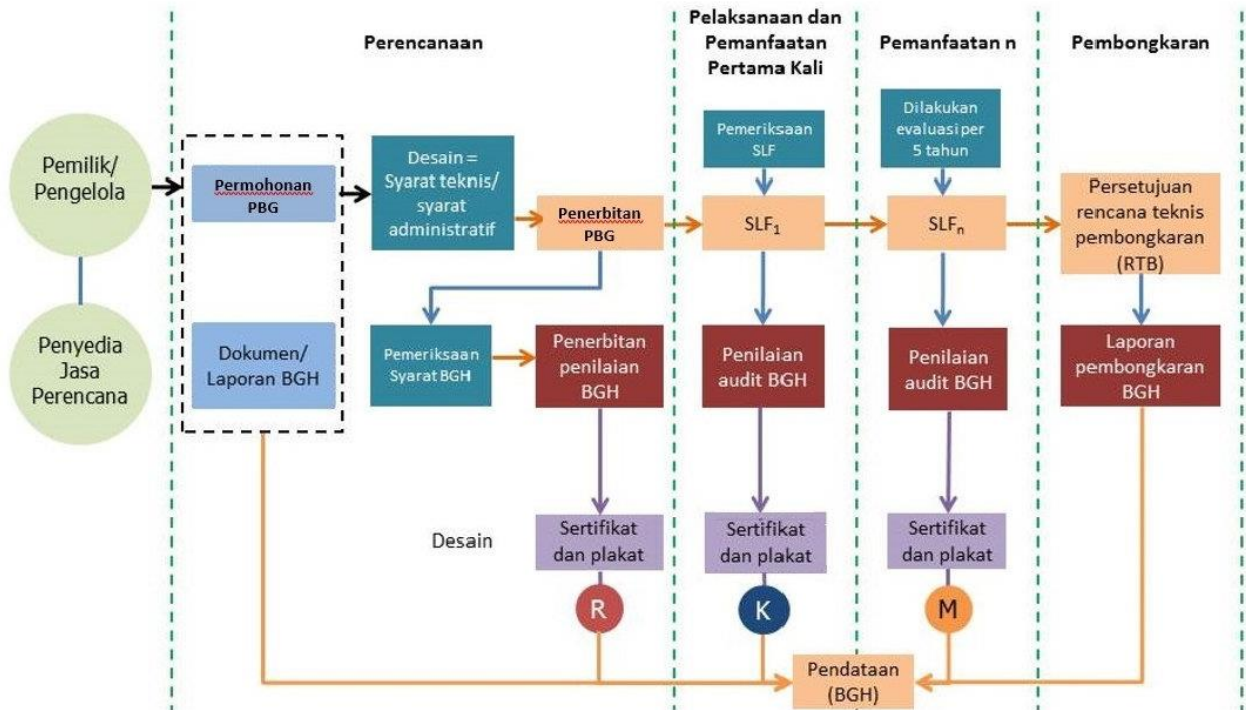 Perencanaan
Pelaksanaan dan
Pemanfaatan
Pertama Kali
Pemanfaatan n
Pembongkaran
Pemilik/
Pengelola
Permohonan
PBG
Desain =
Syarat teknis/
syarat
administratif
Penerbitan
PBG
Pemeriksaan
SLF
SLF₁
Dilakukan
evaluasi per
5 tahun
SLFₙ
Persetujuan
rencana teknis
pembongkaran
(RTB)
Penyedia
Jasa
Perencana
Dokumen/
Laporan BGH
Pemeriksaan
Syarat BGH
Penerbitan
penilaian
BGH
Penilaian
audit BGH
Penilaian
audit BGH
Laporan
pembongkaran
BGH
Desain
Sertifikat
dan plakat
Sertifikat
dan plakat
Sertifikat
dan plakat
R
K
M
Pendataan
(BGH)